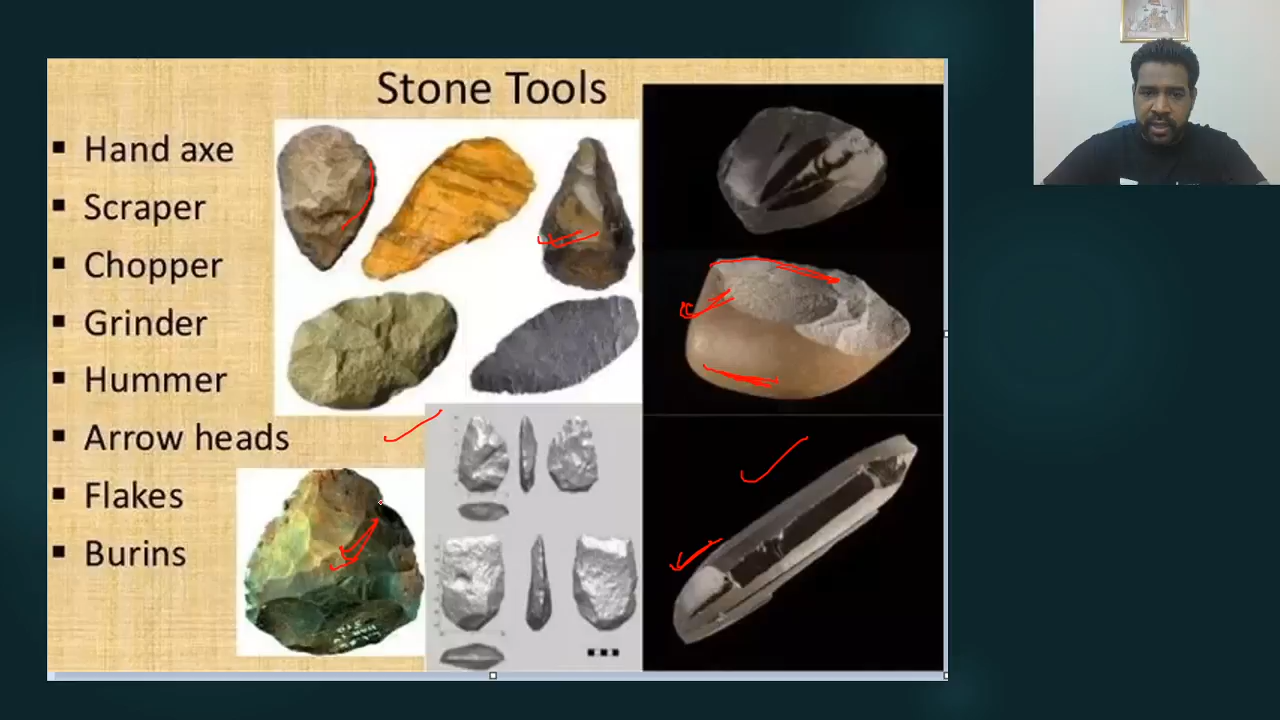 Stone Tools
Hand axe
Scraper
Chopper
Grinder
Hummer
Arrow heads
Flakes
Burins